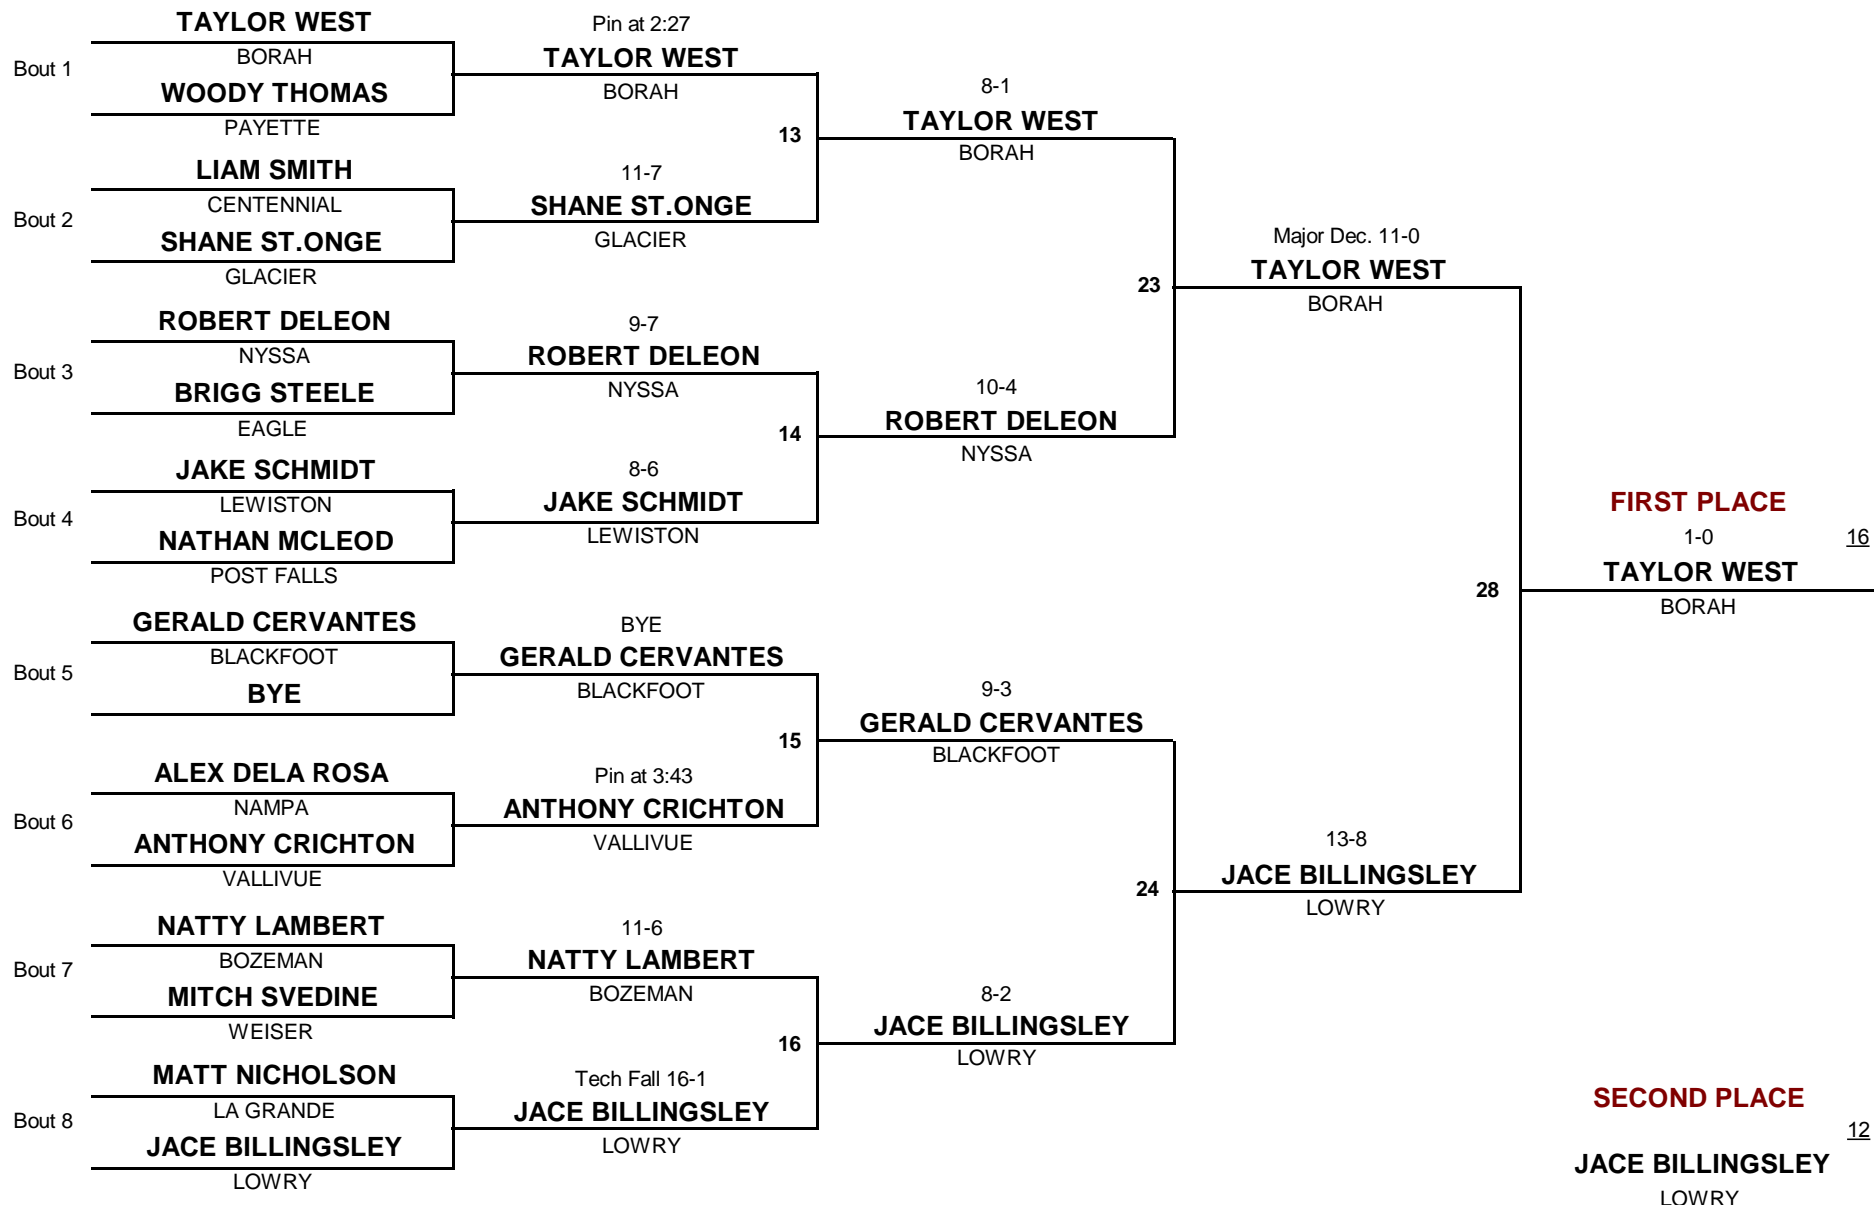 TAYLOR WEST
Bout 1
BORAH
WOODY THOMAS
PAYETTE
LIAM SMITH
Bout 2
CENTENNIAL
SHANE ST.ONGE
GLACIER
ROBERT DELEON
Bout 3
NYSSA
BRIGG STEELE
EAGLE
JAKE SCHMIDT
Bout 4
LEWISTON
NATHAN MCLEOD
POST FALLS
GERALD CERVANTES
Bout 5
BLACKFOOT
BYE
ALEX DELA ROSA
Bout 6
NAMPA
ANTHONY CRICHTON
VALLIVUE
NATTY LAMBERT
Bout 7
BOZEMAN
MITCH SVEDINE
WEISER
MATT NICHOLSON
Bout 8
LA GRANDE
JACE BILLINGSLEY
LOWRY
Pin at 2:27
TAYLOR WEST
BORAH
13
11-7
SHANE ST.ONGE
GLACIER
9-7
ROBERT DELEON
NYSSA
14
8-6
JAKE SCHMIDT
LEWISTON
BYE
GERALD CERVANTES
BLACKFOOT
15
Pin at 3:43
ANTHONY CRICHTON
VALLIVUE
11-6
NATTY LAMBERT
BOZEMAN
16
Tech Fall 16-1
JACE BILLINGSLEY
LOWRY
8-1
TAYLOR WEST
BORAH
23
10-4
ROBERT DELEON
NYSSA
9-3
GERALD CERVANTES
BLACKFOOT
24
8-2
JACE BILLINGSLEY
LOWRY
Major Dec. 11-0
TAYLOR WEST
BORAH
28
13-8
JACE BILLINGSLEY
LOWRY
FIRST PLACE
1-0
16
TAYLOR WEST
BORAH
SECOND PLACE
12
JACE BILLINGSLEY
LOWRY